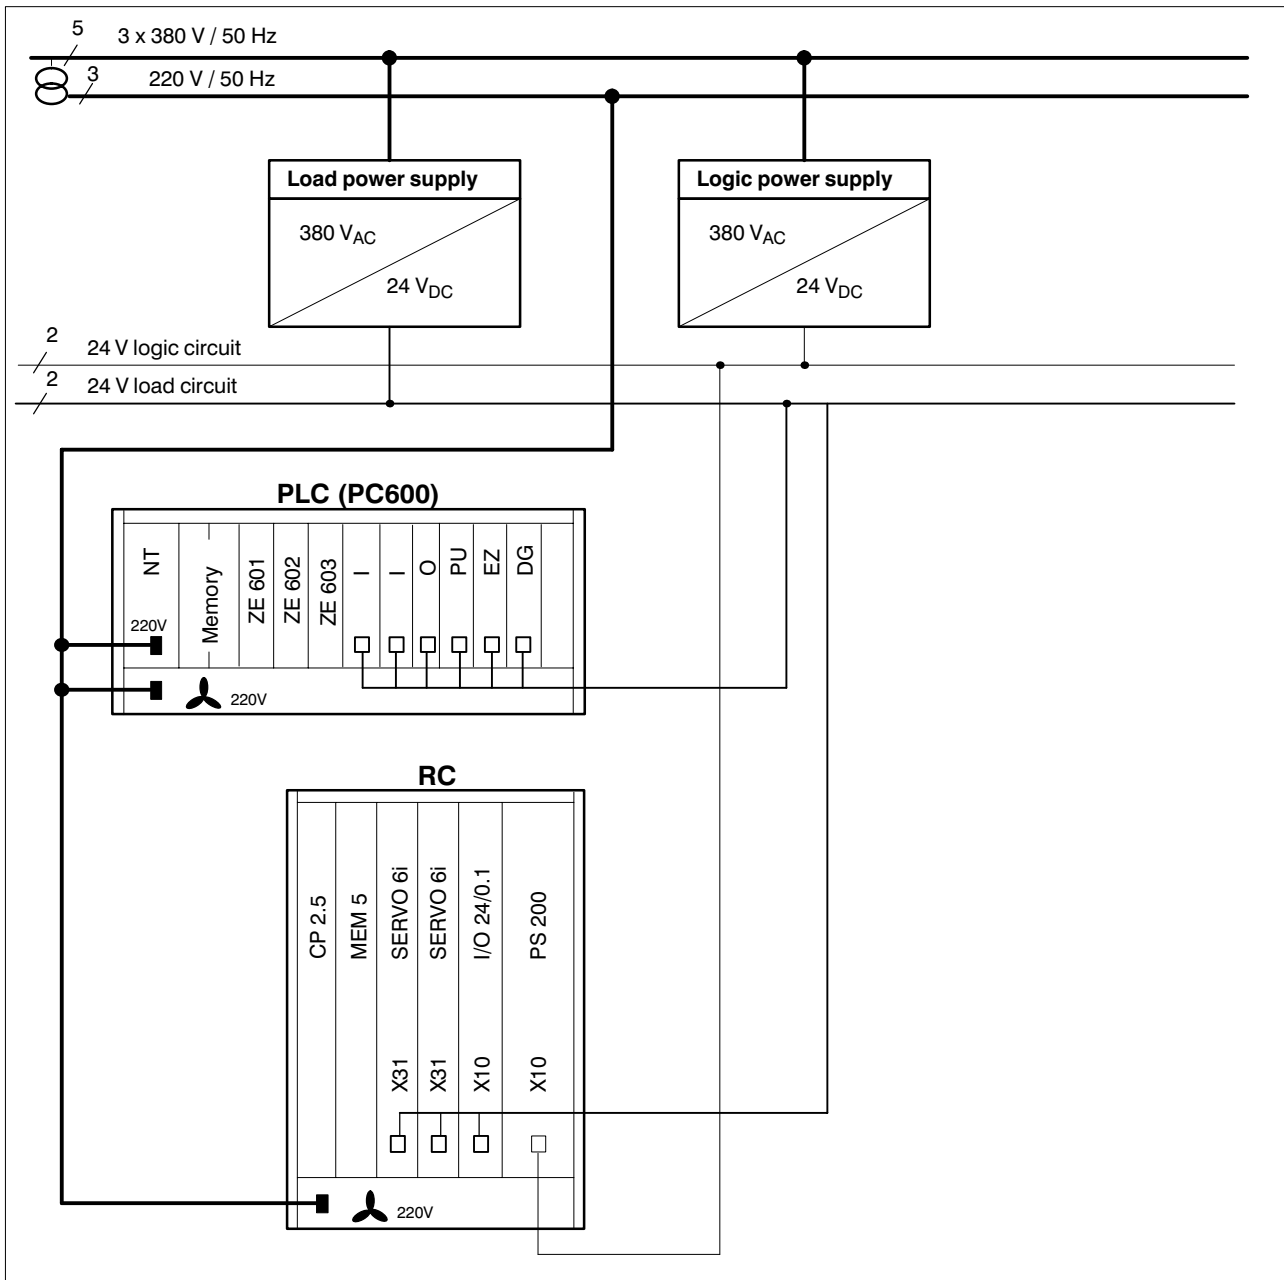 5
3 x 380 V / 50 Hz
3
220 V / 50 Hz
Load power supply
Logic power supply
380 VAC
24 VDC
380 VAC
24 VDC
2
24 V logic circuit
2
24 V load circuit
PLC (PC600)
NT
Memory
ZE 601
ZE 602
ZE 603
I
I
O
PU
EZ
DG
220V
220V
RC
CP 2.5
MEM 5
SERVO 6i
SERVO 6i
I/O 24/0.1
PS 200
X31
X31
X10
X10
220V